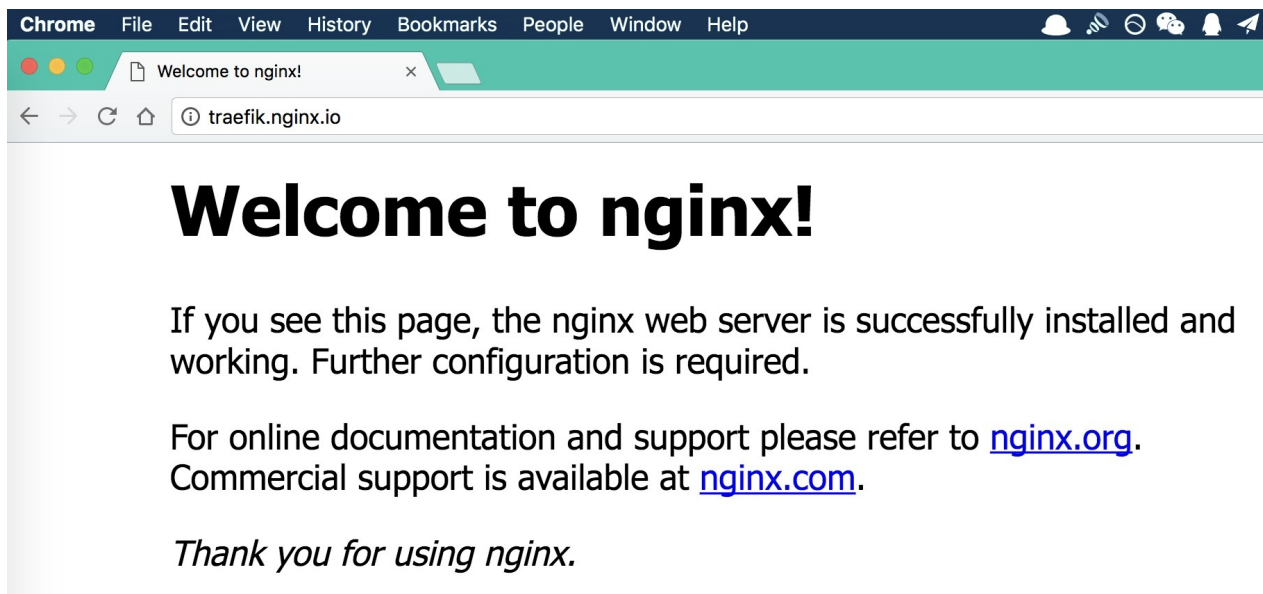 Chrome File Edit View History Bookmarks People Window Help
Welcome to nginx!
traefik.nginx.io
Welcome to nginx!
If you see this page, the nginx web server is successfully installed and
working. Further configuration is required.
For online documentation and support please refer to nginx.org.
Commercial support is available at nginx.com.
Thank you for using nginx.